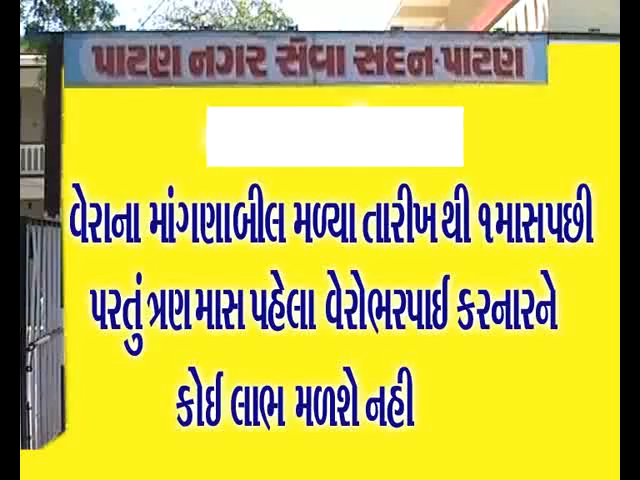 પાટણ નગર સેવા સદન-પાટણ
વેરાના માંગણાબીલ મળ્યા તારીખ થી ૧માસપછી
પરતું ત્રણ માસ પહેલા વેરોભરપાઈ કરનારને
કોઈ લાભ મળશે નહી